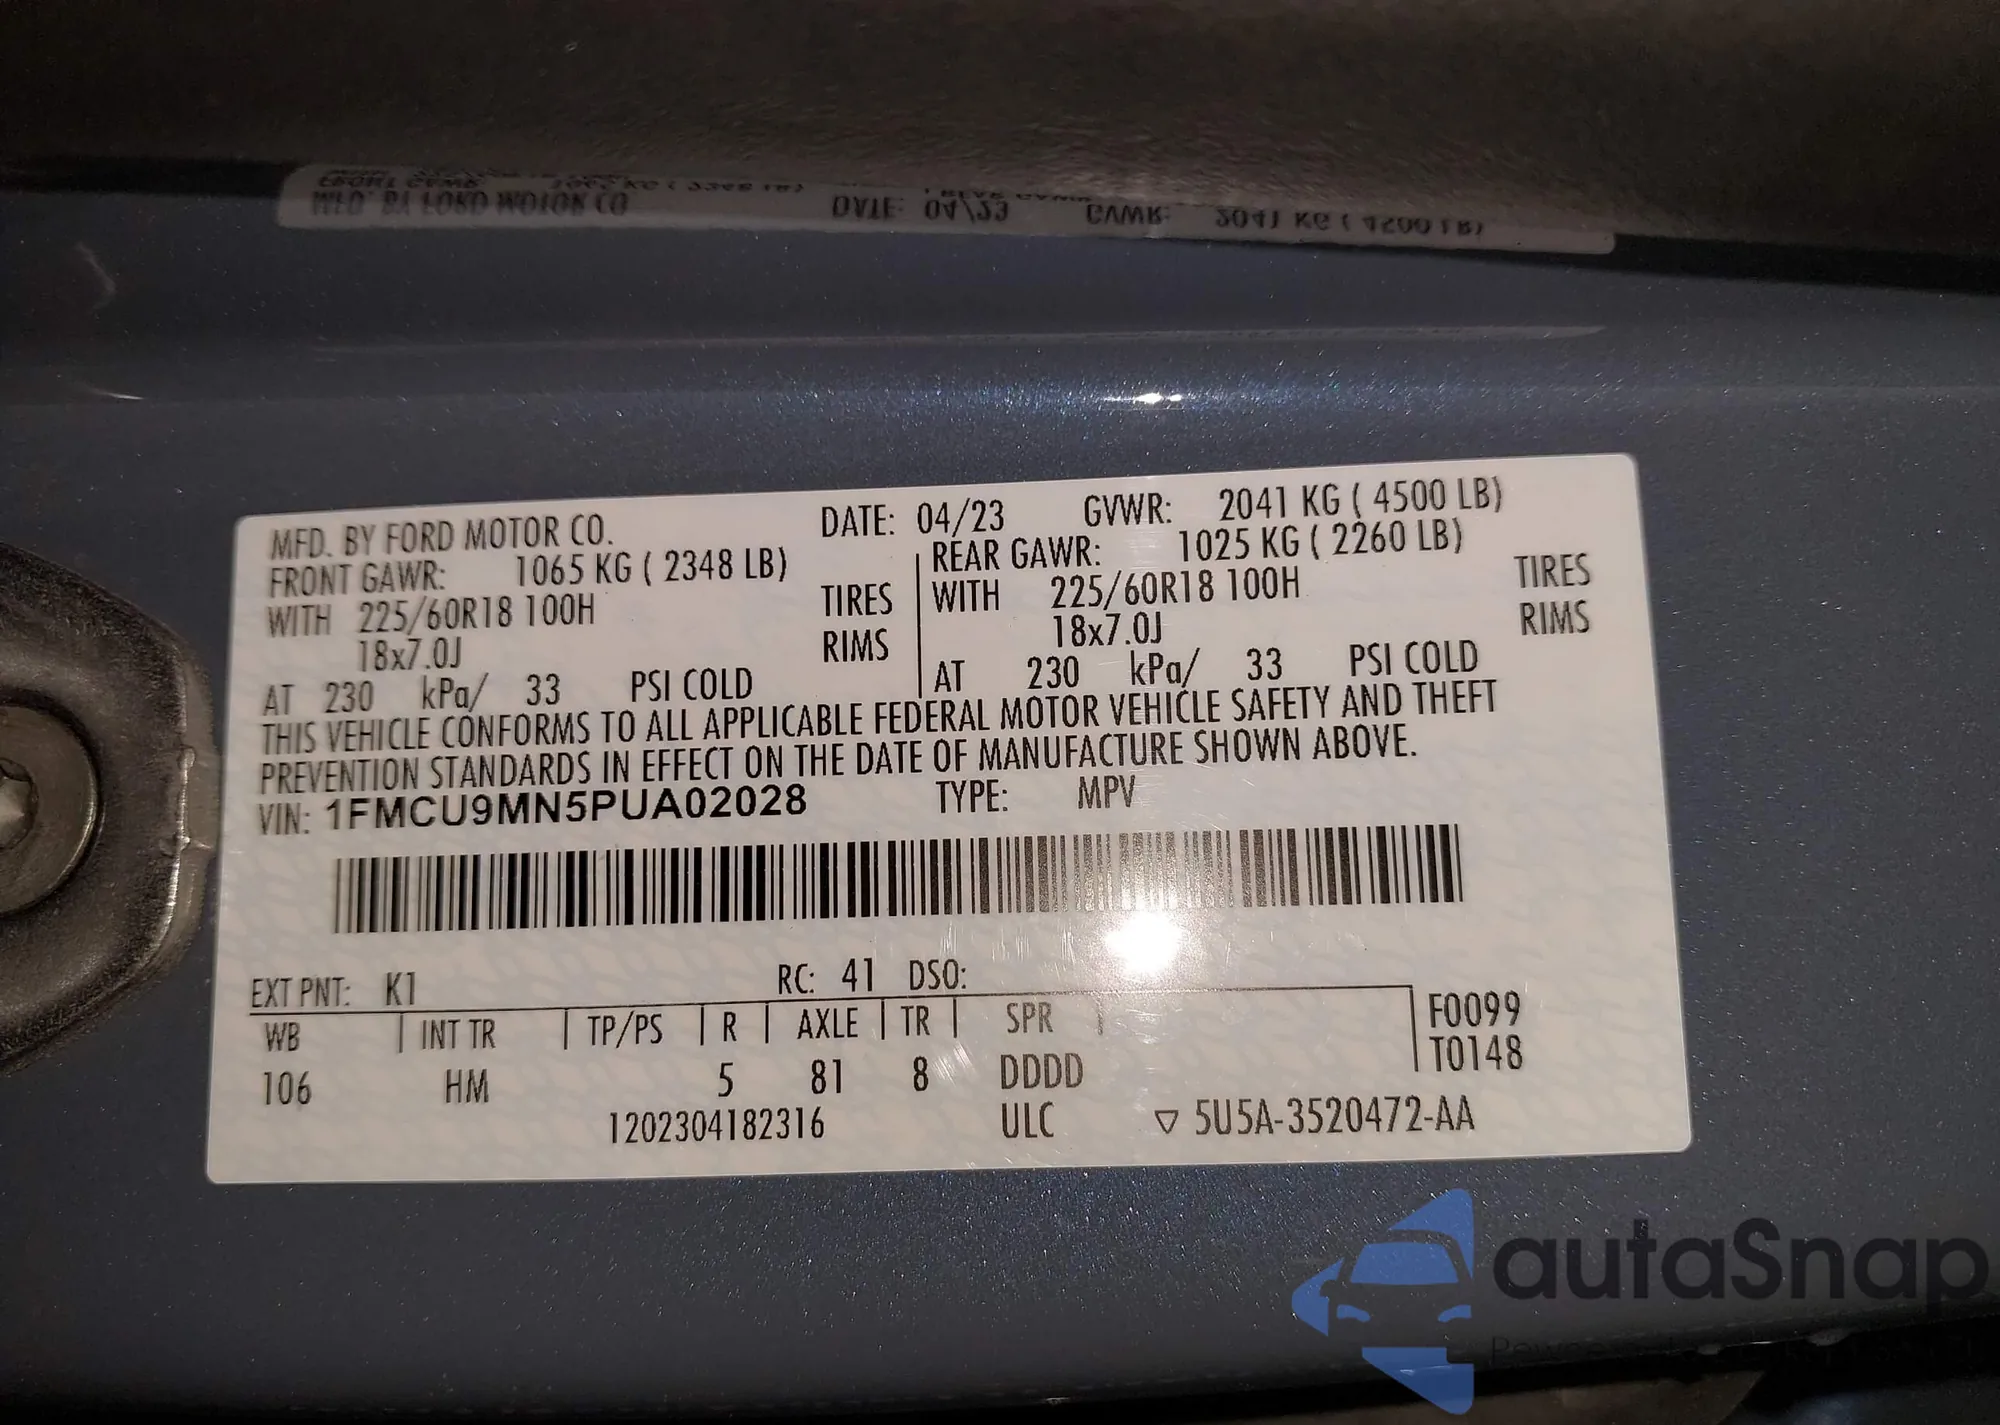 MFD. BY FORD MOTOR CO. DATE: 04/23 GVWR: 2041 KG ( 4500 LB)
FRONT GAWR: 1065 KG ( 2348 LB) REAR GAWR: 1025 KG ( 2260 LB)
WITH 225/60R18 100H TIRES WITH 225/60R18 100H TIRES
18x7.0J RIMS 18x7.0J RIMS
AT 230 kPa/ 33 PSI COLD AT 230 kPa/ 33 PSI COLD
THIS VEHICLE CONFORMS TO ALL APPLICABLE FEDERAL MOTOR VEHICLE SAFETY AND THEFT
PREVENTION STANDARDS IN EFFECT ON THE DATE OF MANUFACTURE SHOWN ABOVE.
VIN: 1FMCU9MN5PUA02028 TYPE: MPV
EXT PNT: K1 RC: 41 DSO:
WB INT TR TP/PS R AXLE TR SPR F0099
106 HM 5 81 8 DDDD T0148
1202304182316 ULC ▽ 5U5A-3520472-AA
autaSnap